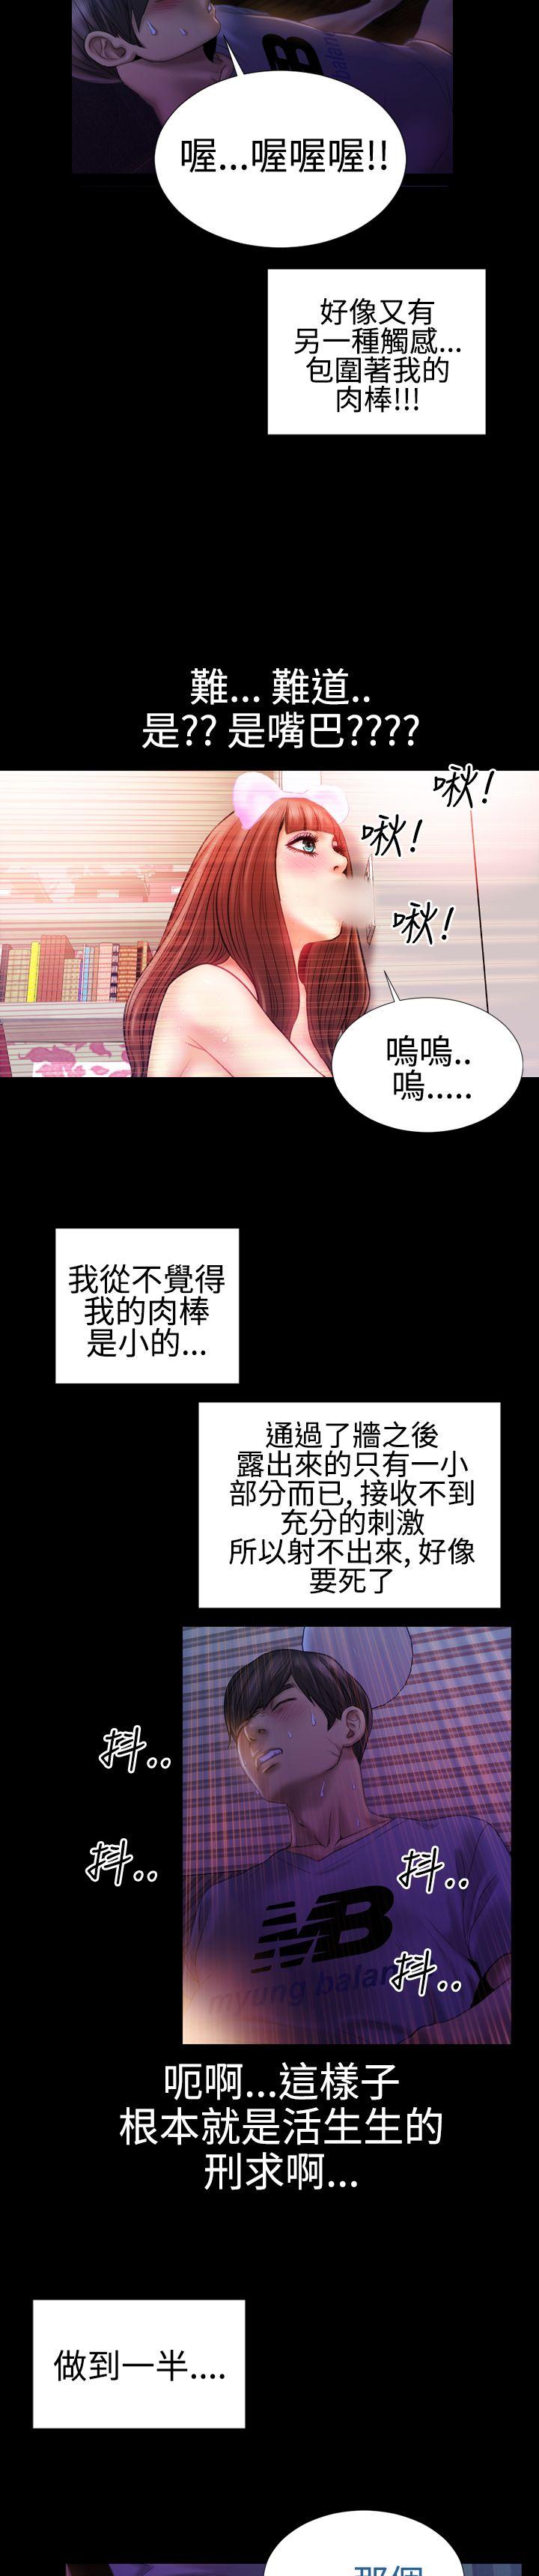 balan
喔...喔喔喔!!
好像又有
另一種觸感...
包圍著我的
肉棒!!!
難... 難道..
是?? 是嘴巴????
啾!
啾!
啾!
嗚嗚..
嗚.....
我從不覺得
我的肉棒
是小的...
通過了牆之後
露出來的只有一小
部分而已, 接收不到
充分的刺激
所以射不出來, 好像
要死了
抖..
抖..
抖..
抖..
myung balan
呃啊...這樣子
根本就是活生生的
刑求啊...
做到一半....
那個